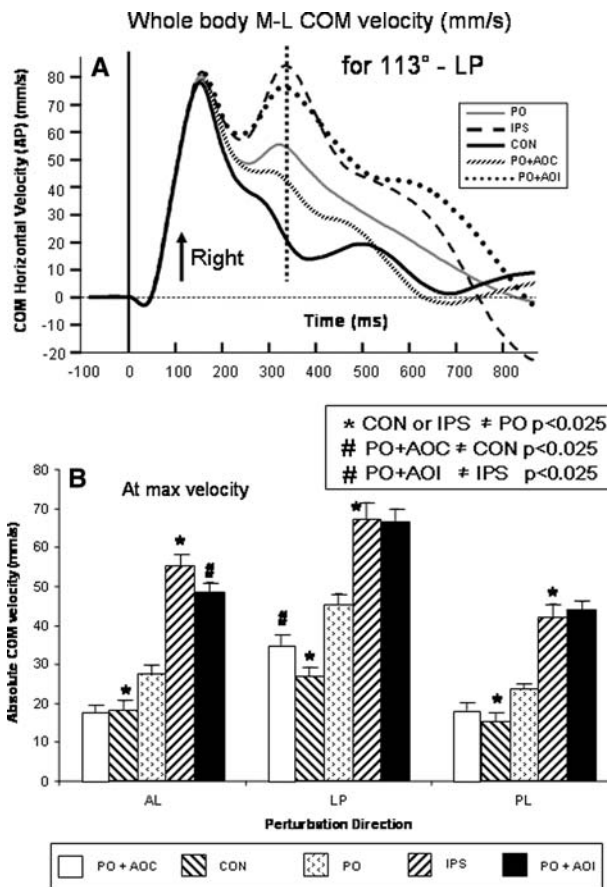 Whole body M-L COM velocity (mm/s)
A
for 113° - LP
COM Horizontal Velocity (AP) (mm/s)
80
70
60
50
40
30
20
10
0
-10
-20
PO
IPS
CON
PO+AOC
PO+AOI
Right
Time (ms)
-100 0 100 200 300 400 500 600 700 800
* CON or IPS ≠ PO p<0.025
# PO+AOC ≠ CON p<0.025
# PO+AOI ≠ IPS p<0.025
B
At max velocity
Absolute COM velocity (mm/s)
80
70
60
50
40
30
20
10
0
*
*
#
#
*
*
*
*
AL LP PL
Perturbation Direction
PO + AOC CON PO IPS PO + AOI